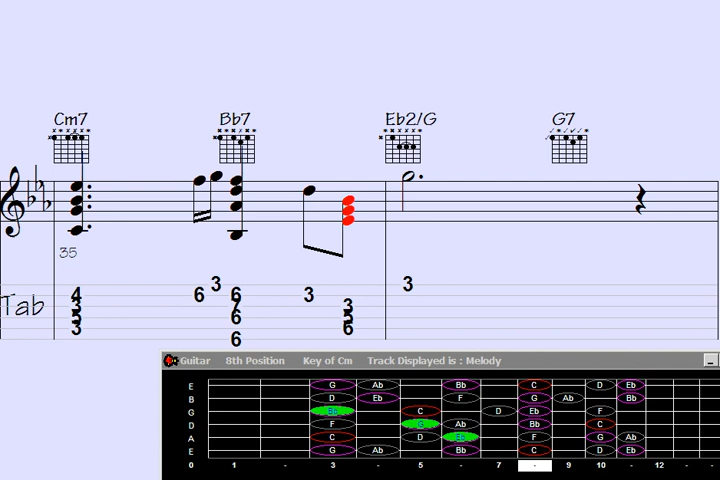 Cm7 Bb7 Eb2/G G7
35
3 3
4 6 6 3
3 7 3
5 6 5
3 6
6
Tab
Guitar 8th Position Key of Cm Track Displayed is : Melody
E G Ab Bb C D Eb
B D Eb F G Ab Bb
G Bb C D Eb F
D F G Ab Bb C
A C D Eb F G Ab
E G Ab Bb C D Eb
0 1 - 3 - 5 - 7 - 9 10 - 12 - -